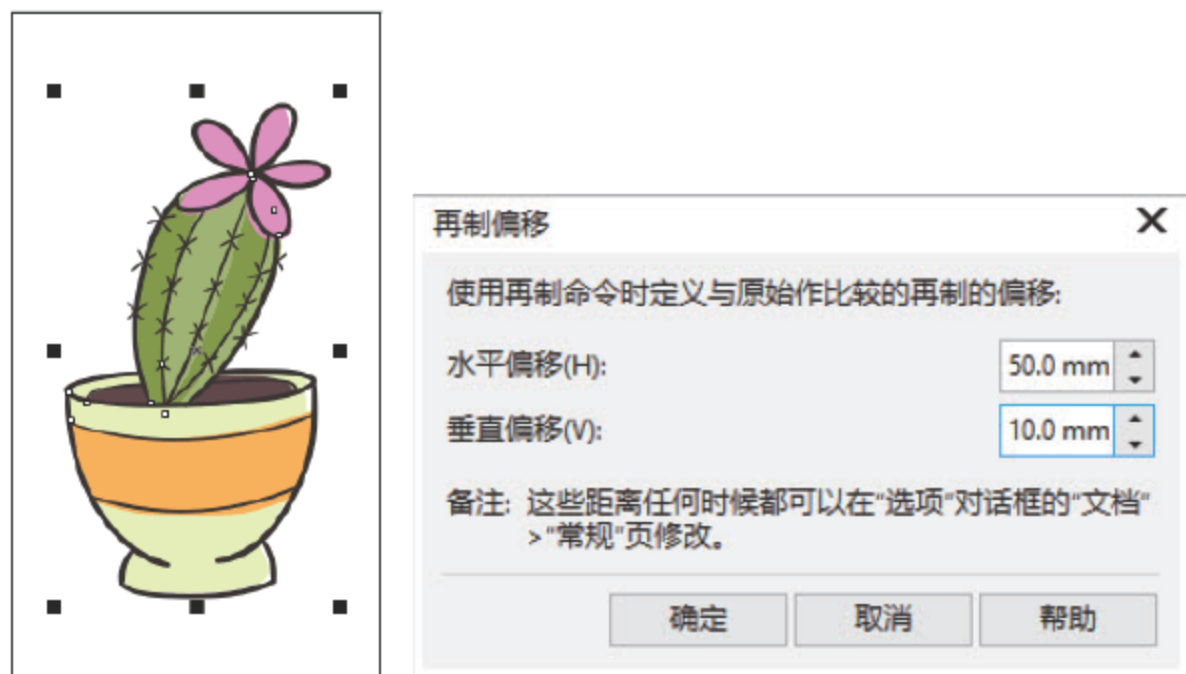 再制偏移
使用再制命令时定义与原始作比较的再制的偏移:
水平偏移(H): 50.0 mm
垂直偏移(V): 10.0 mm
备注: 这些距离任何时候都可以在"选项"对话框的"文档"
>"常规"页修改。
确定 取消 帮助